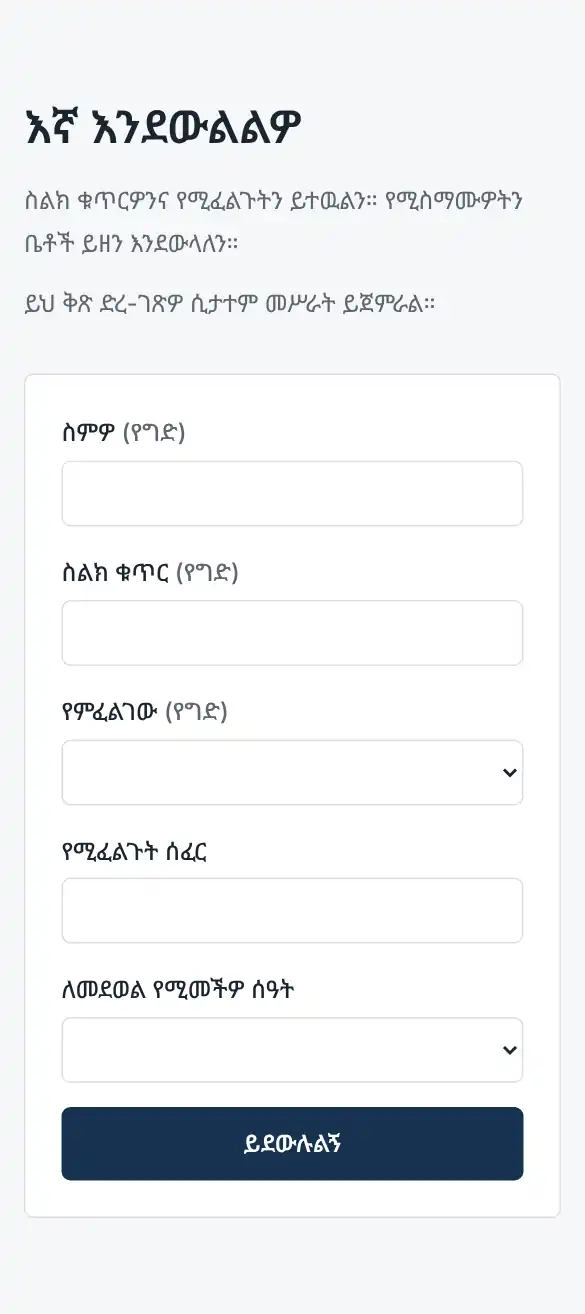 እኛ እንደውልልዎ
ስልክ ቁጥርዎንና የሚፈልጉትን ይተዉልን። የሚስማሙዎትን
ቤቶች ይዘን እንደውላለን።
ይህ ቅጽ ድረ-ገጽዎ ሲታተም መሥራት ይጀምራል።
ስምዎ (የግድ)
ስልክ ቁጥር (የግድ)
የምፈልገው (የግድ)
የሚፈልጉት ሰፈር
ለመደወል የሚመችዎ ሰዓት
ይደውሉልኝ